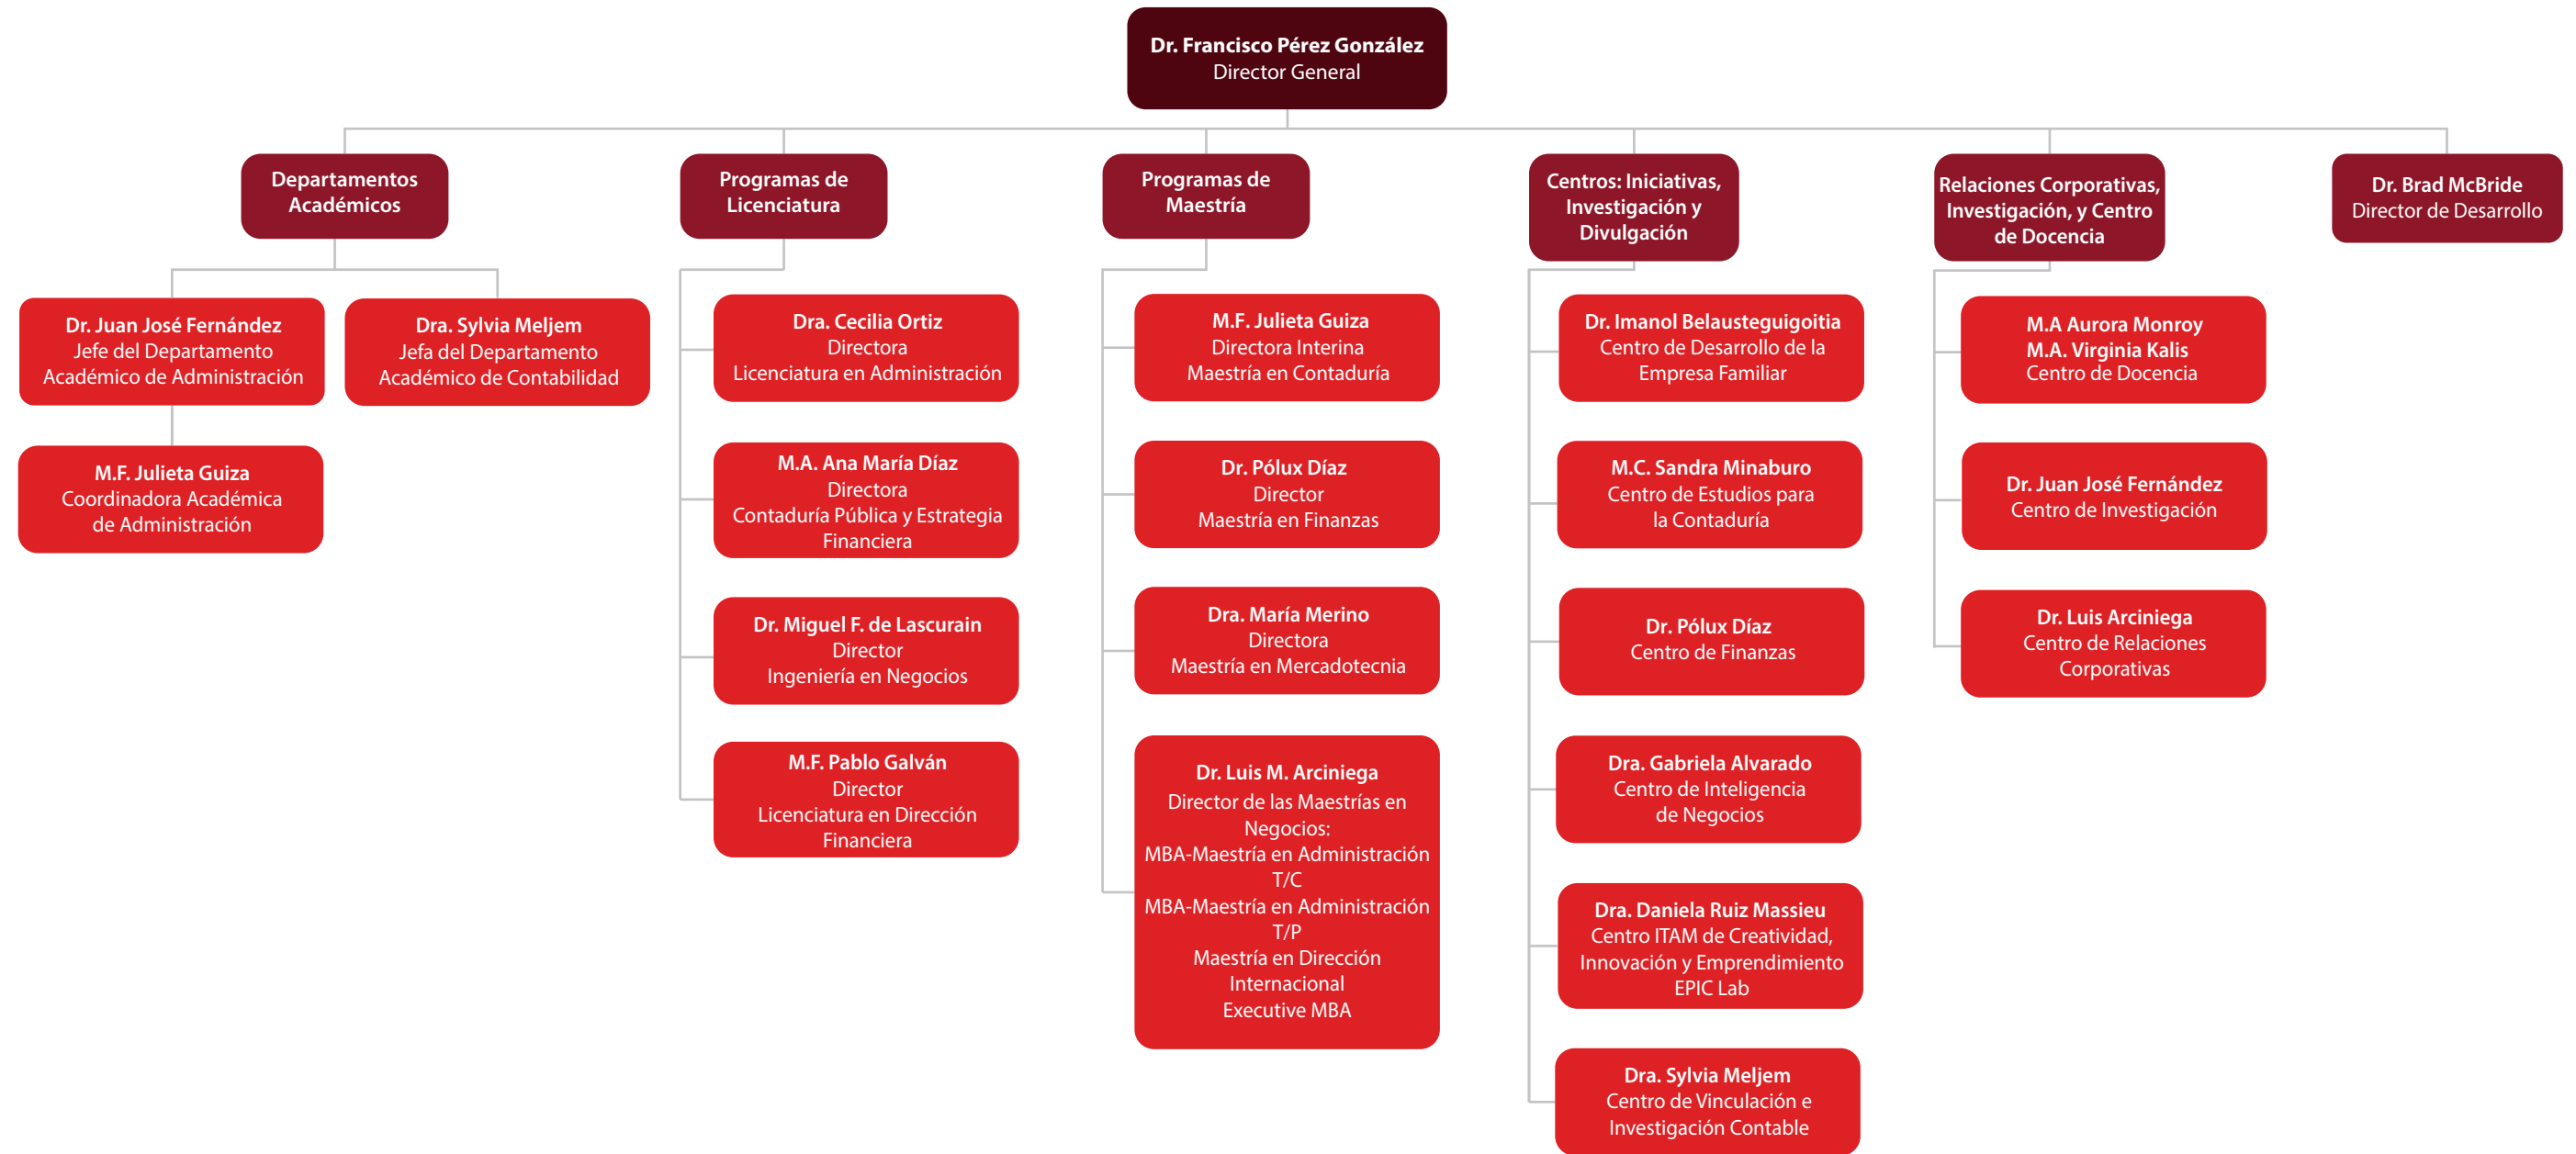 Dr. Francisco Pérez González
Director General
Departamentos
Académicos
Programas de
Licenciatura
Programas de
Maestría
Centros: Iniciativas,
Investigación y
Divulgación
Relaciones Corporativas,
Investigación, y Centro
de Docencia
Dr. Brad McBride
Director de Desarrollo
Dr. Juan José Fernández
Jefe del Departamento
Académico de Administración
Dra. Sylvia Meljem
Jefa del Departamento
Académico de Contabilidad
M.F. Julieta Guiza
Coordinadora Académica
de Administración
Dra. Cecilia Ortiz
Directora
Licenciatura en Administración
M.A. Ana María Díaz
Directora
Contaduría Pública y Estrategia
Financiera
Dr. Miguel F. de Lascurain
Director
Ingeniería en Negocios
M.F. Pablo Galván
Director
Licenciatura en Dirección
Financiera
M.F. Julieta Guiza
Directora Interina
Maestría en Contaduría
Dr. Pólux Díaz
Director
Maestría en Finanzas
Dra. María Merino
Directora
Maestría en Mercadotecnia
Dr. Luis M. Arciniega
Director de las Maestrías en
Negocios:
MBA-Maestría en Administración
T/C
MBA-Maestría en Administración
T/P
Maestría en Dirección
Internacional
Executive MBA
Dr. Imanol Belausteguigoitia
Centro de Desarrollo de la
Empresa Familiar
M.C. Sandra Minaburo
Centro de Estudios para
la Contaduría
Dr. Pólux Díaz
Centro de Finanzas
Dra. Gabriela Alvarado
Centro de Inteligencia
de Negocios
Dra. Daniela Ruiz Massieu
Centro ITAM de Creatividad,
Innovación y Emprendimiento
EPIC Lab
Dra. Sylvia Meljem
Centro de Vinculación e
Investigación Contable
M.A Aurora Monroy
M.A. Virginia Kalis
Centro de Docencia
Dr. Juan José Fernández
Centro de Investigación
Dr. Luis Arciniega
Centro de Relaciones
Corporativas